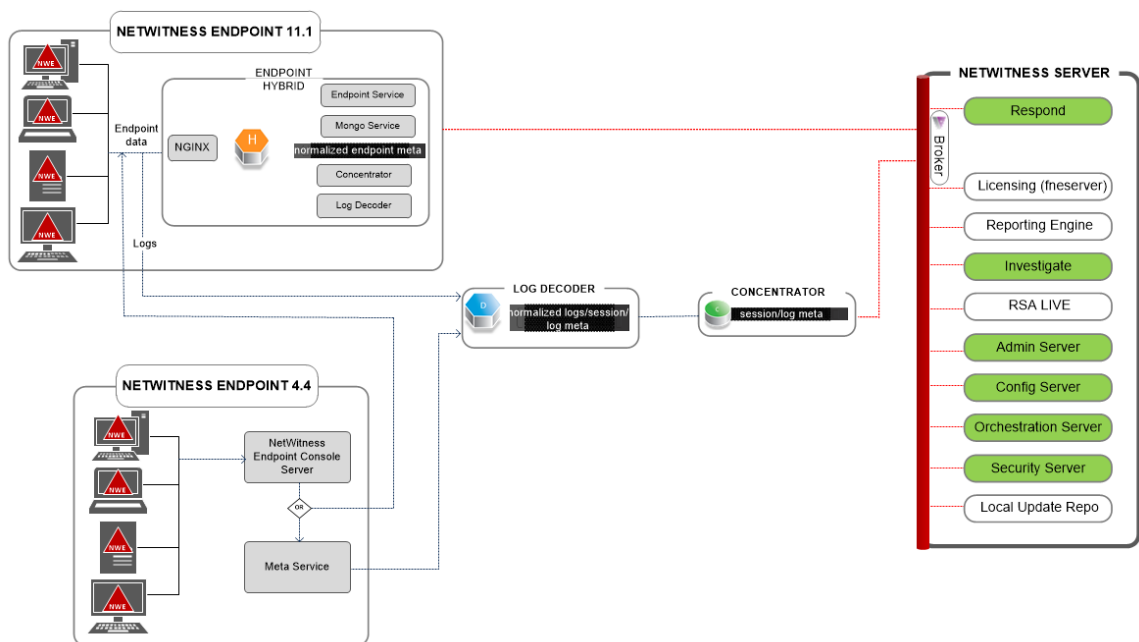 NETWITNESS ENDPOINT 11.1
NWE
NWE
NWE
NWE
Endpoint
data
Logs
ENDPOINT
HYBRID
NGINX
H
Endpoint Service
Mongo Service
normalized endpoint meta
Concentrator
Log Decoder
NETWITNESS SERVER
Broker
Respond
Licensing (fneserver)
Reporting Engine
Investigate
RSA LIVE
Admin Server
Config Server
Orchestration Server
Security Server
Local Update Repo
LOG DECODER
D
normalized logs/session/
log meta
CONCENTRATOR
C
session/log meta
NETWITNESS ENDPOINT 4.4
NWE
NWE
NWE
NWE
NetWitness
Endpoint Console
Server
OR
Meta Service